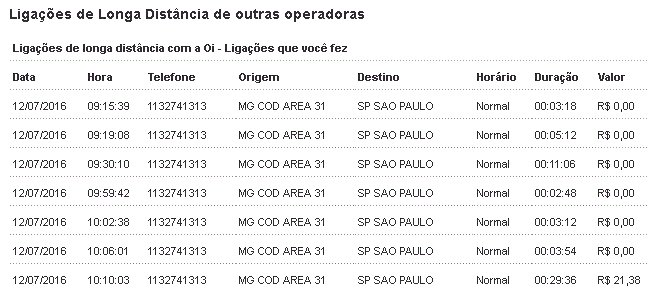 Ligações de Longa Distância de outras operadoras
Ligações de longa distância com a Oi - Ligações que você fez
Data Hora Telefone Origem Destino Horário Duração Valor
12/07/2016 09:15:39 1132741313 MG COD AREA 31 SP SAO PAULO Normal 00:03:18 R$ 0,00
12/07/2016 09:19:08 1132741313 MG COD AREA 31 SP SAO PAULO Normal 00:05:12 R$ 0,00
12/07/2016 09:30:10 1132741313 MG COD AREA 31 SP SAO PAULO Normal 00:11:06 R$ 0,00
12/07/2016 09:59:42 1132741313 MG COD AREA 31 SP SAO PAULO Normal 00:02:48 R$ 0,00
12/07/2016 10:02:38 1132741313 MG COD AREA 31 SP SAO PAULO Normal 00:03:12 R$ 0,00
12/07/2016 10:06:01 1132741313 MG COD AREA 31 SP SAO PAULO Normal 00:03:54 R$ 0,00
12/07/2016 10:10:03 1132741313 MG COD AREA 31 SP SAO PAULO Normal 00:29:36 R$ 21,38